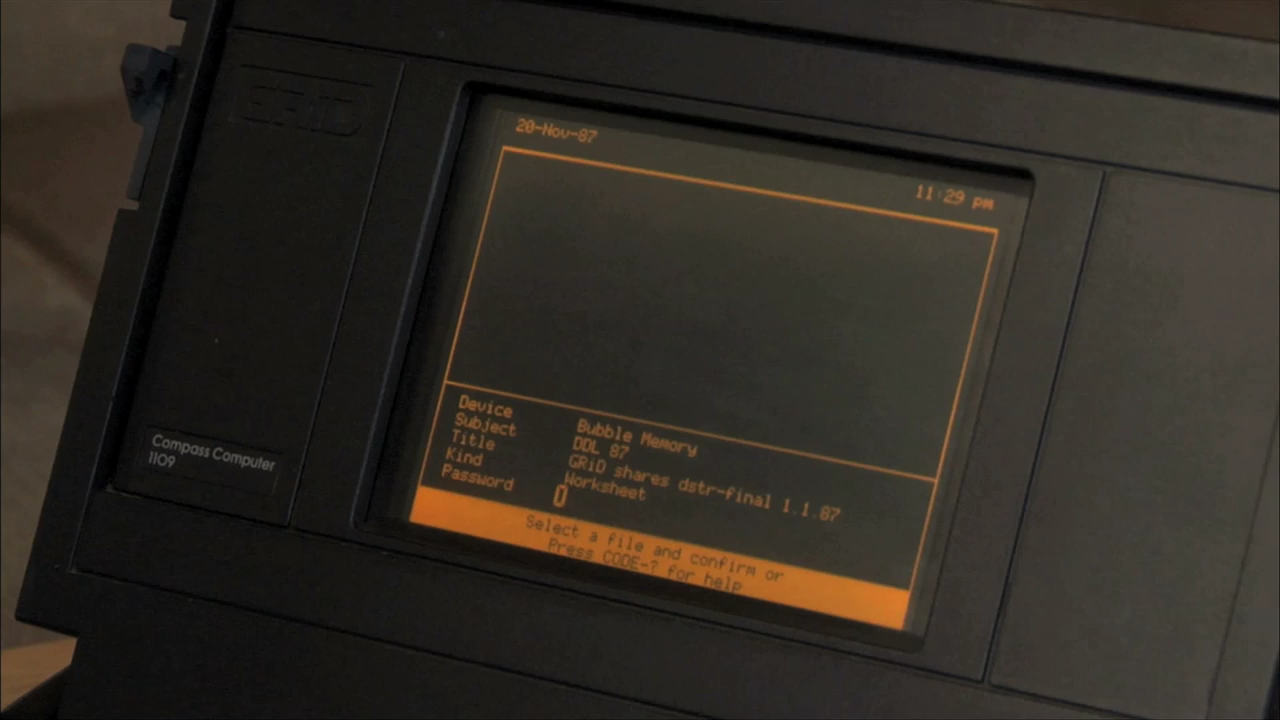 GRiD
20-Nov-87
11:29 pm
Device Bubble Memory
Subject DDL 87
Title GRiD shares dstr-final 1.1.87
Kind Worksheet
Password
Select a file and confirm or
Press CODE-? for help
Compass Computer
1109